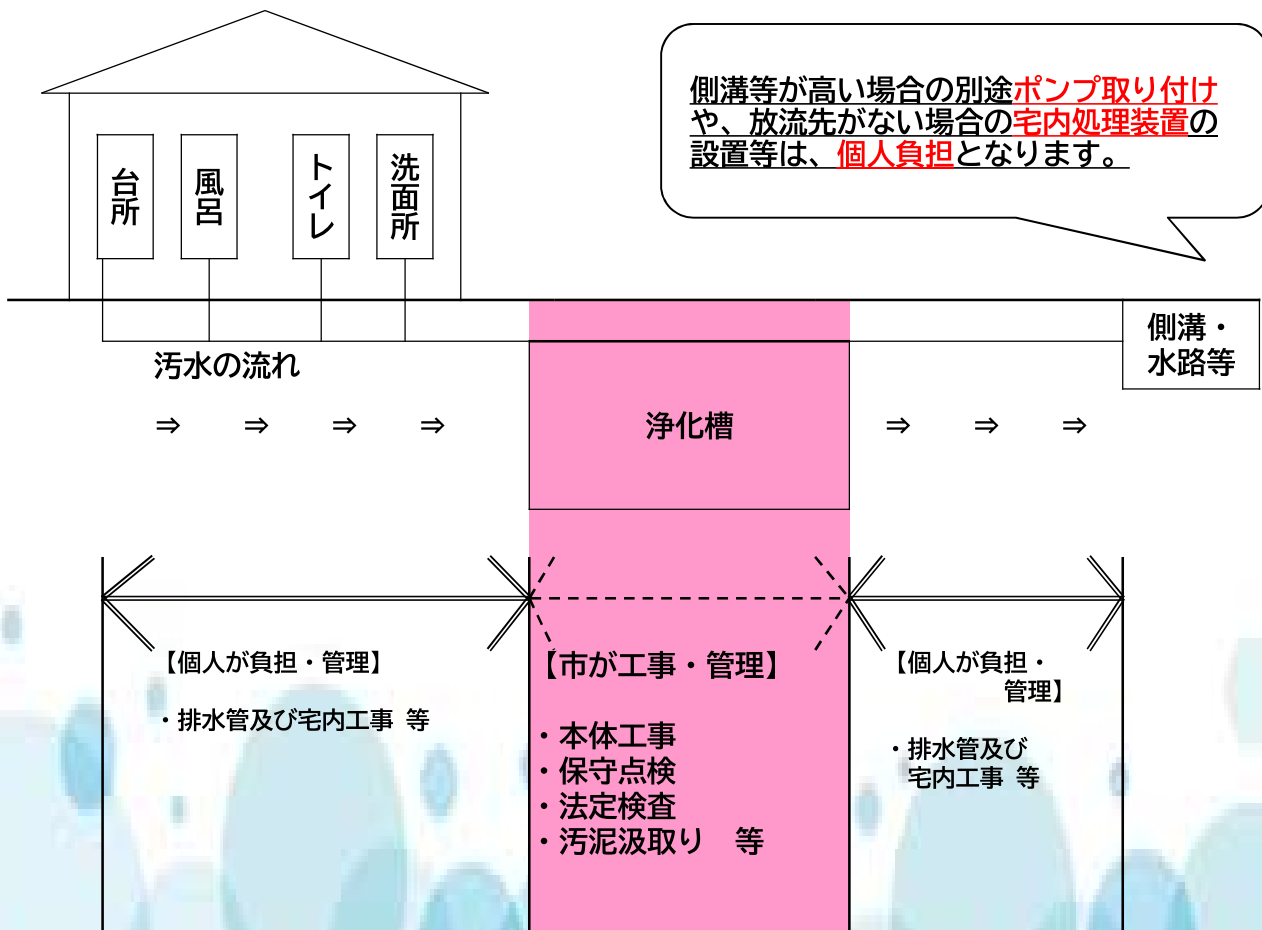 側溝等が高い場合の別途ポンプ取り付け
や、放流先がない場合の宅内処理装置の
設置等は、個人負担となります。
台所
風呂
トイレ
洗面所
側溝・
水路等
汚水の流れ
⇒ ⇒ ⇒ ⇒
浄化槽
⇒ ⇒ ⇒
【個人が負担・管理】
・排水管及び宅内工事 等
【市が工事・管理】
・本体工事
・保守点検
・法定検査
・汚泥汲取り 等
【個人が負担・
管理】
・排水管及び
宅内工事 等